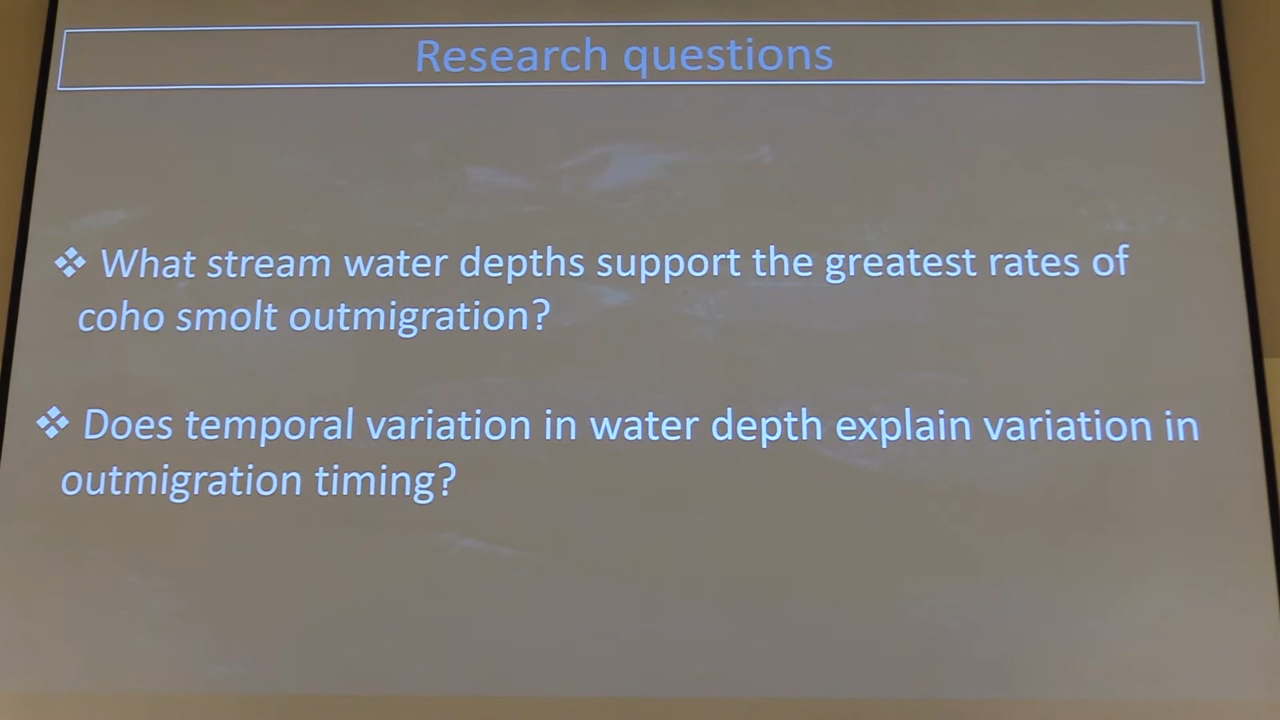 Research questions
❖ What stream water depths support the greatest rates of
coho smolt outmigration?
❖ Does temporal variation in water depth explain variation in
outmigration timing?